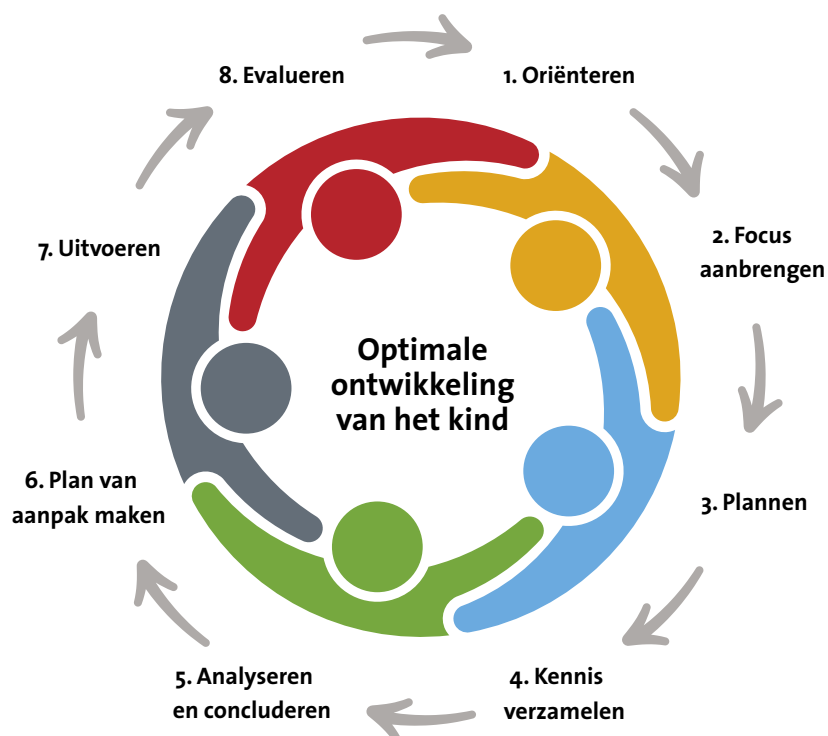 8. Evalueren
1. Oriënteren
2. Focus
aanbrengen
3. Plannen
4. Kennis
verzamelen
5. Analyseren
en concluderen
6. Plan van
aanpak maken
7. Uitvoeren
Optimale
ontwikkeling
van het kind